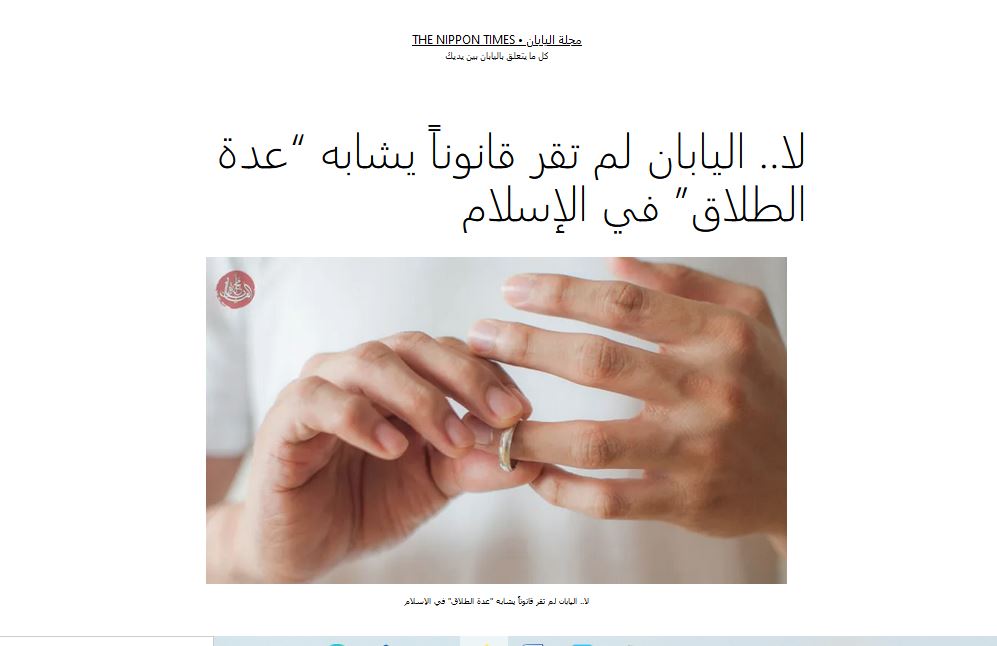 مجلة اليابان • THE NIPPON TIMES
كل ما يتعلق باليابان بين يديك
لا.. اليابان لم تقر قانوناً يشابه “عدة
الطلاق” في الإسلام
لا.. اليابان لم تقر قانوناً يشابه "عدة الطلاق" في الإسلام